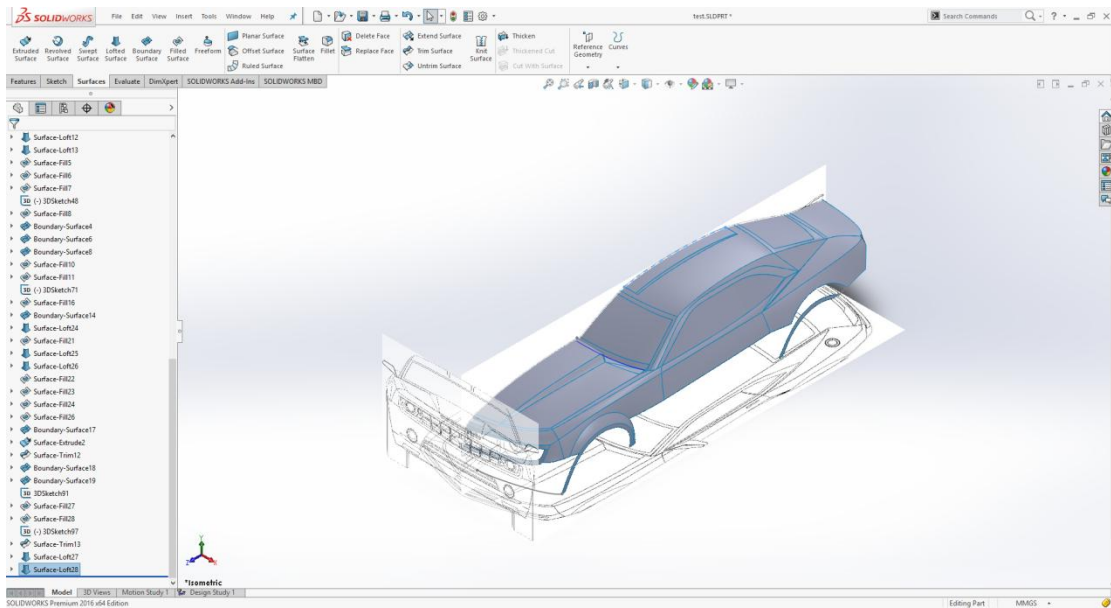 SOLIDWORKS File Edit View Insert Tools Window Help test.SLDPRT * Search Commands
Extruded Surface Revolved Surface Swept Surface Lofted Surface Boundary Surface Filled Surface Freeform
Planar Surface
Offset Surface
Ruled Surface
Surface Flatten Fillet
Delete Face
Replace Face
Extend Surface
Trim Surface
Untrim Surface
Knit Surface
Thicken
Thickened Cut
Cut With Surface
Reference Geometry Curves
Features Sketch Surfaces Evaluate DimXpert SOLIDWORKS Add-Ins SOLIDWORKS MBD
Surface-Loft12
Surface-Loft13
Surface-Fill5
Surface-Fill6
Surface-Fill7
3D (-) 3DSketch48
Surface-Fill8
Boundary-Surface4
Boundary-Surface6
Boundary-Surface8
Surface-Fill10
Surface-Fill11
3D (-) 3DSketch71
Surface-Fill16
Boundary-Surface14
Surface-Loft24
Surface-Fill21
Surface-Loft25
Surface-Loft26
Surface-Fill22
Surface-Fill23
Surface-Fill24
Surface-Fill26
Boundary-Surface17
Surface-Extrude2
Surface-Trim12
Boundary-Surface18
Boundary-Surface19
3D 3DSketch91
Surface-Fill27
Surface-Fill28
3D (-) 3DSketch97
Surface-Trim13
Surface-Loft27
Surface-Loft28
Y
Z X
*Isometric
Model 3D Views Motion Study 1 Design Study 1
SOLIDWORKS Premium 2016 x64 Edition Editing Part MMGS